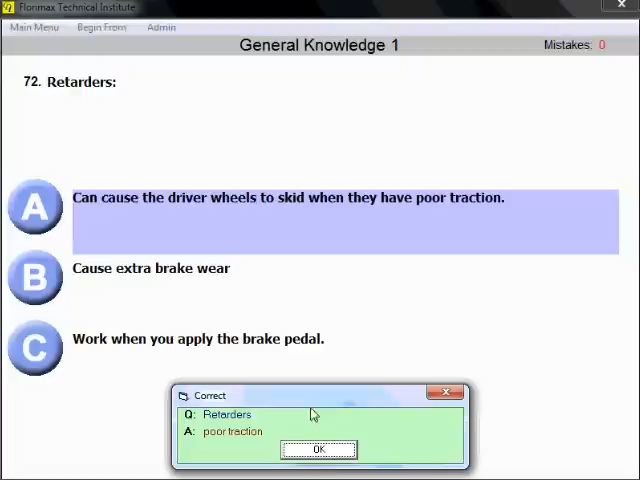 Florimax Technical Institute
Main Menu Begin From Admin
General Knowledge 1
Mistakes: 0
72. Retarders:
A Can cause the driver wheels to skid when they have poor traction.
B Cause extra brake wear
C Work when you apply the brake pedal.
Correct
Q: Retarders
A: poor traction
OK